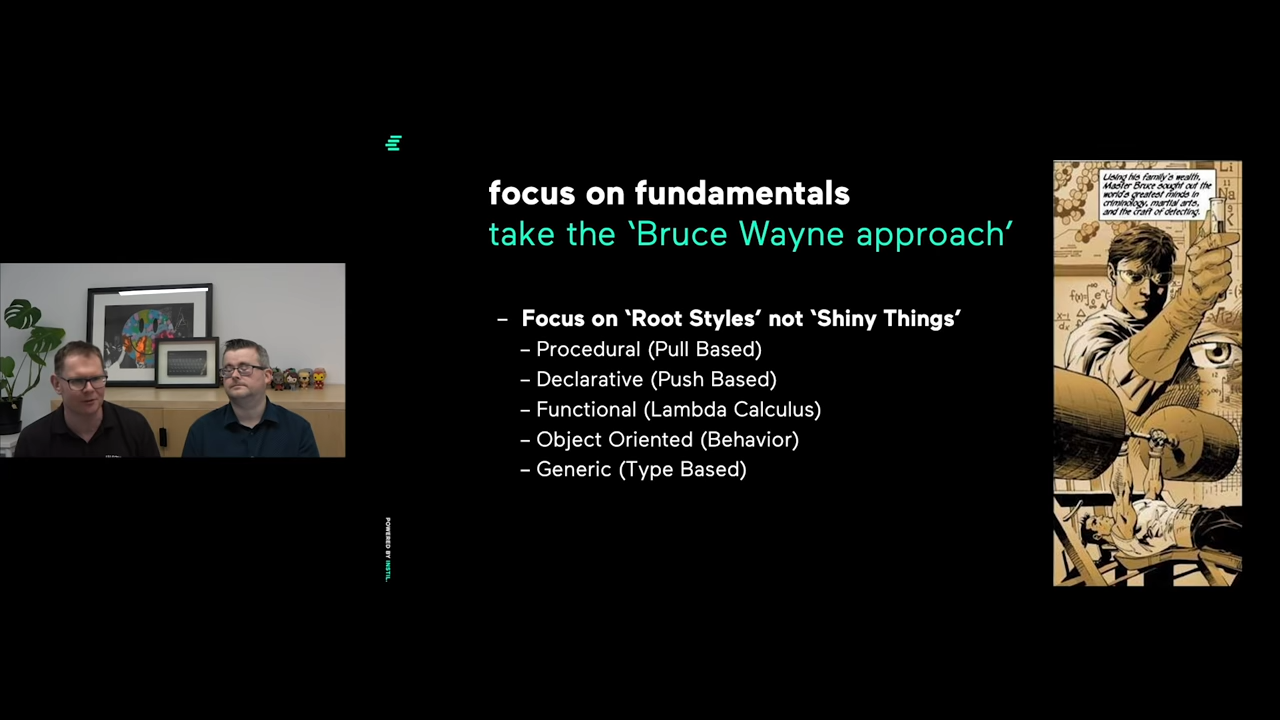 focus on fundamentals
take the ‘Bruce Wayne approach’
– Focus on ‘Root Styles’ not ‘Shiny Things’
– Procedural (Pull Based)
– Declarative (Push Based)
– Functional (Lambda Calculus)
– Object Oriented (Behavior)
– Generic (Type Based)
POWERED BY INSTIL
Using his family's wealth,
Master Bruce sought out the
world's greatest minds in
criminology, martial arts,
and the craft of detecting.
Li
Na